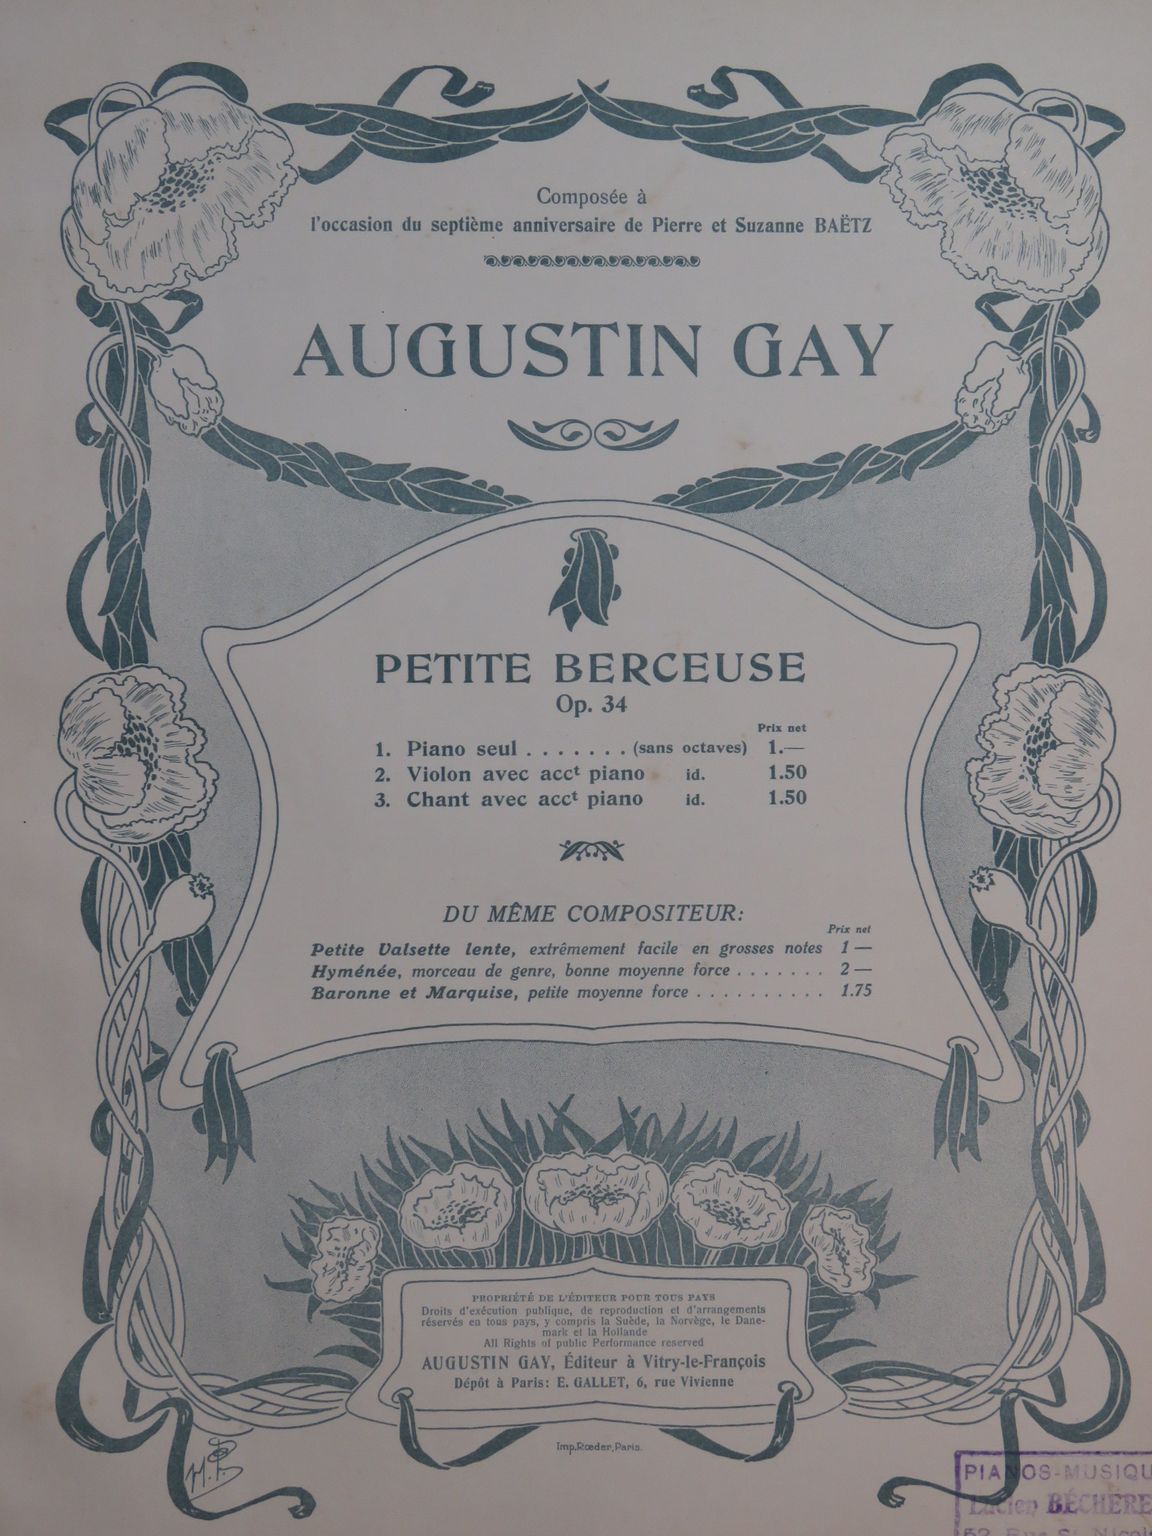 Composée à
l'occasion du septième anniversaire de Pierre et Suzanne BAËTZ
AUGUSTIN GAY
PETITE BERCEUSE
Op. 34
Prix net
1. Piano seul . . . . . . . (sans octaves) 1.—
2. Violon avec acct piano id. 1.50
3. Chant avec acct piano id. 1.50
DU MÊME COMPOSITEUR:
Prix net
Petite Valsette lente, extrêmement facile en grosses notes 1 —
Hyménée, morceau de genre, bonne moyenne force . . . . . . . 2 —
Baronne et Marquise, petite moyenne force . . . . . . . . . . 1.75
PROPRIÉTÉ DE L'ÉDITEUR POUR TOUS PAYS
Droits d'exécution publique, de reproduction et d'arrangements
réservés en tous pays, y compris la Suède, la Norvège, le Dane-
mark et la Hollande
All Rights of public Performance reserved
AUGUSTIN GAY, Éditeur à Vitry-le-François
Dépôt à Paris: E. GALLET, 6, rue Vivienne
Imp. Rœder, Paris.
PIANOS-MUSIQU
Lucien BÉCHERE
52, Rue St Nicol